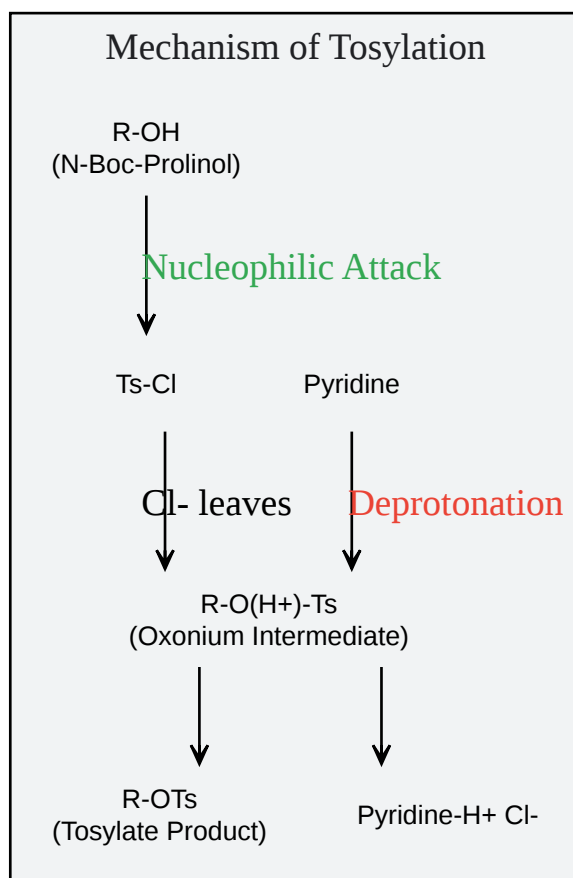 Mechanism of Tosylation
R-OH
(N-Boc-Prolinol)
Nucleophilic Attack
Ts-Cl
Pyridine
Cl- leaves
Deprotonation
R-O(H+)-Ts
(Oxonium Intermediate)
R-OTs
(Tosylate Product)
Pyridine-H+ Cl-